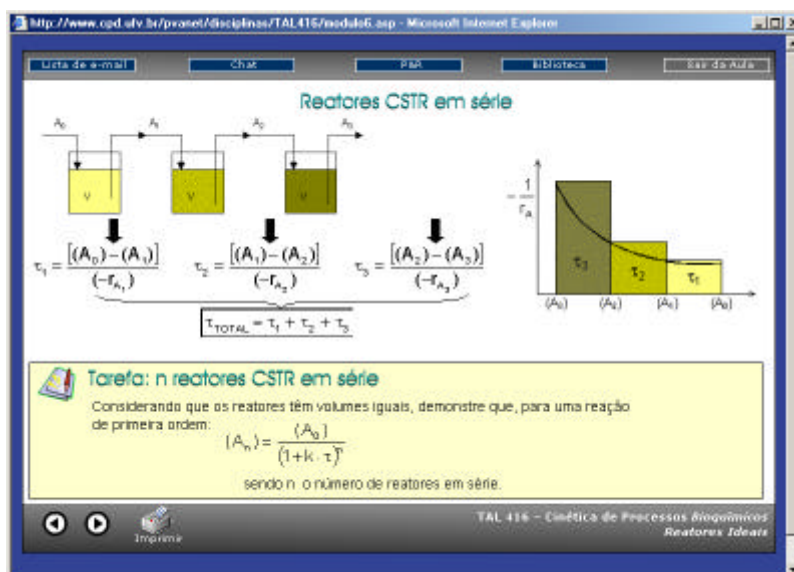 http://www.cpd.ufv.br/pvanet/disciplinas/TAL416/modulo6.asp - Microsoft Internet Explorer
Lista de e-mail Chat P&R Biblioteca Sair da Aula
Reatores CSTR em série
A₀ A₁ A₂ A₃
V V V
τ₁ = [(A₀)−(A₁)] / (−r_A₁) τ₂ = [(A₁)−(A₂)] / (−r_A₂) τ₃ = [(A₂)−(A₃)] / (−r_A₃)
τ_TOTAL = τ₁ + τ₂ + τ₃
− 1 / r_A
τ₃ τ₂ τ₁
(A₃) (A₂) (A₁) (A₀)
Tarefa: n reatores CSTR em série
Considerando que os reatores têm volumes iguais, demonstre que, para uma reação
de primeira ordem:
(Aₙ) = (A₀) / (1+k·τ)ⁿ
sendo n o número de reatores em série.
Imprimir
TAL 416 – Cinética de Processos Bioquímicos
Reatores Ideais